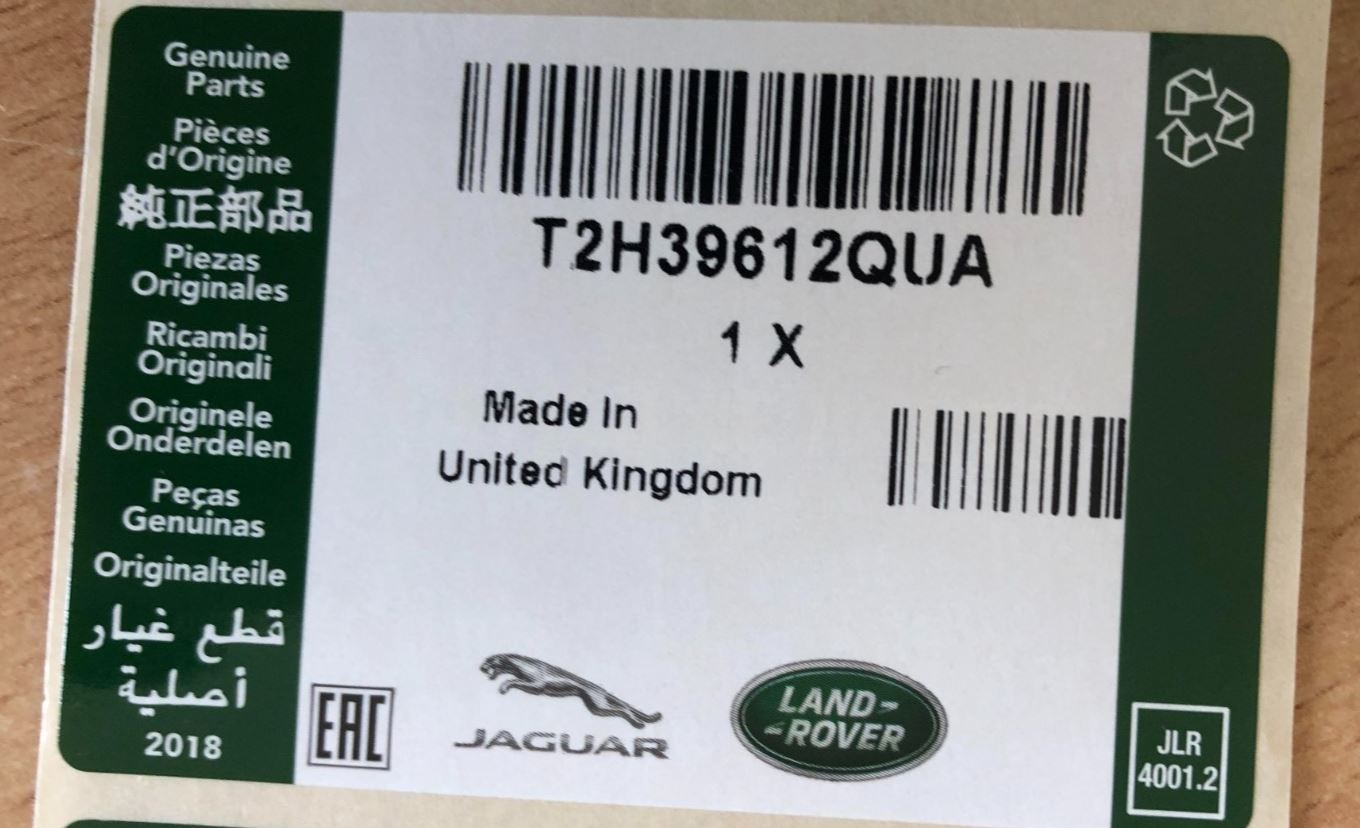 Genuine
Parts
Pièces
d'Origine
純正部品
Piezas
Originales
Ricambi
Originali
Originele
Onderdelen
Peças
Genuinas
Originalteile
قطع غيار
أصلية
2018
T2H39612QUA
1 X
Made In
United Kingdom
EAC
JAGUAR
LAND-
-ROVER
JLR
4001.2